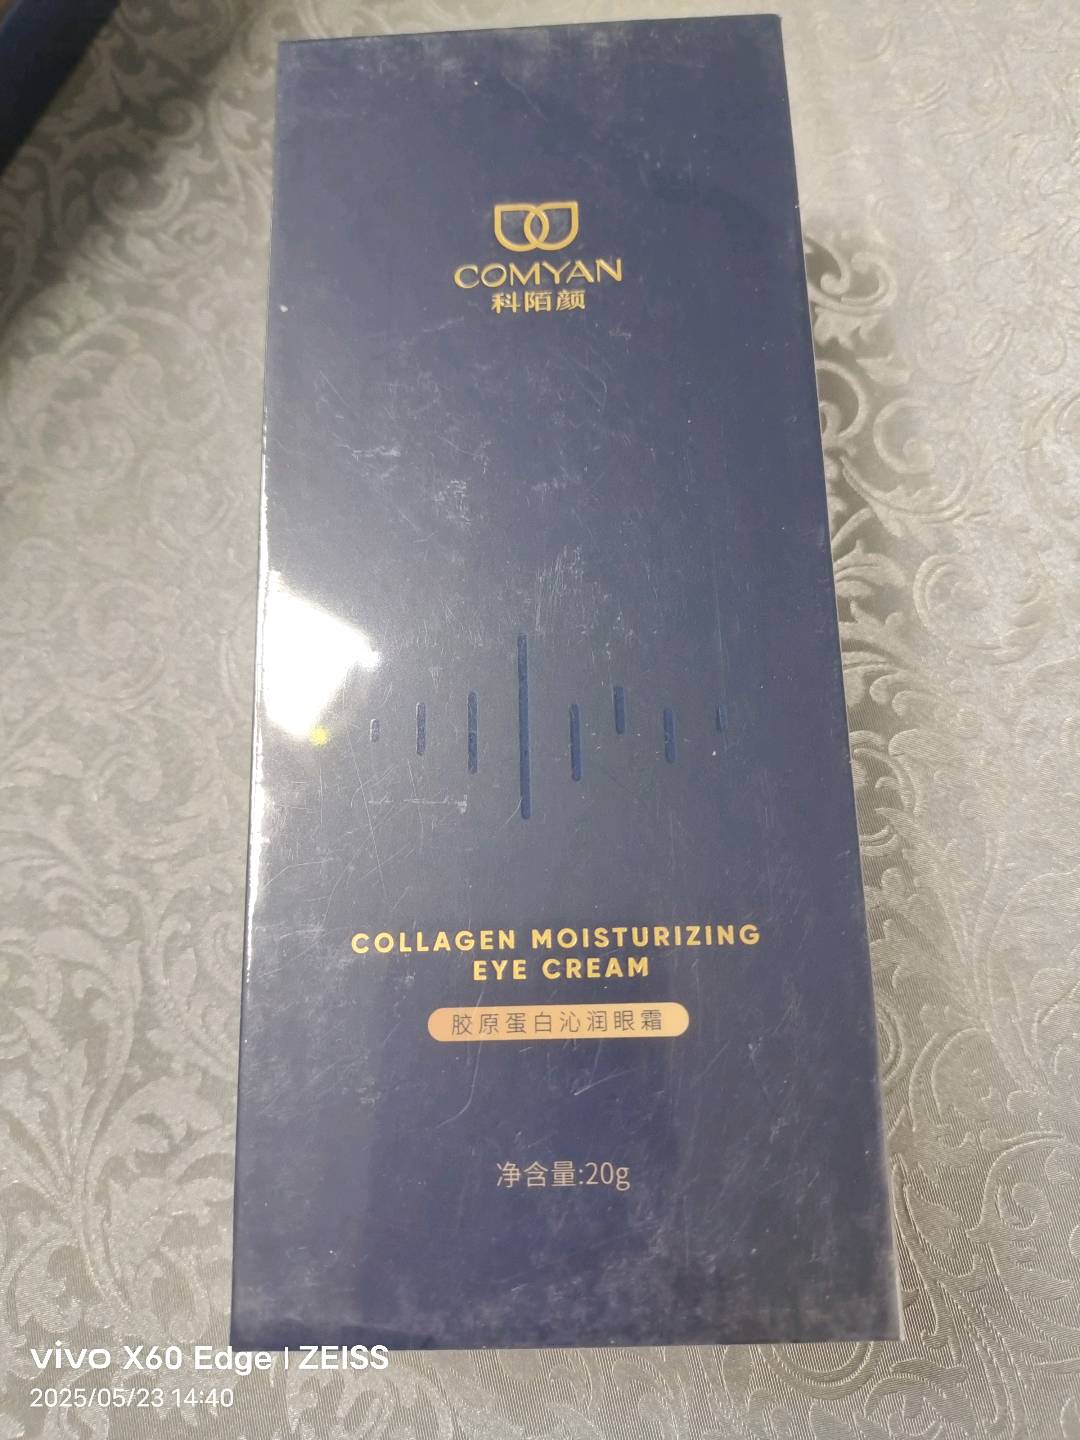 COMYAN
科陌颜
COLLAGEN MOISTURIZING
EYE CREAM
胶原蛋白沁润眼霜
净含量:20g
vivo X60 Edge | ZEISS
2025/05/23 14:40